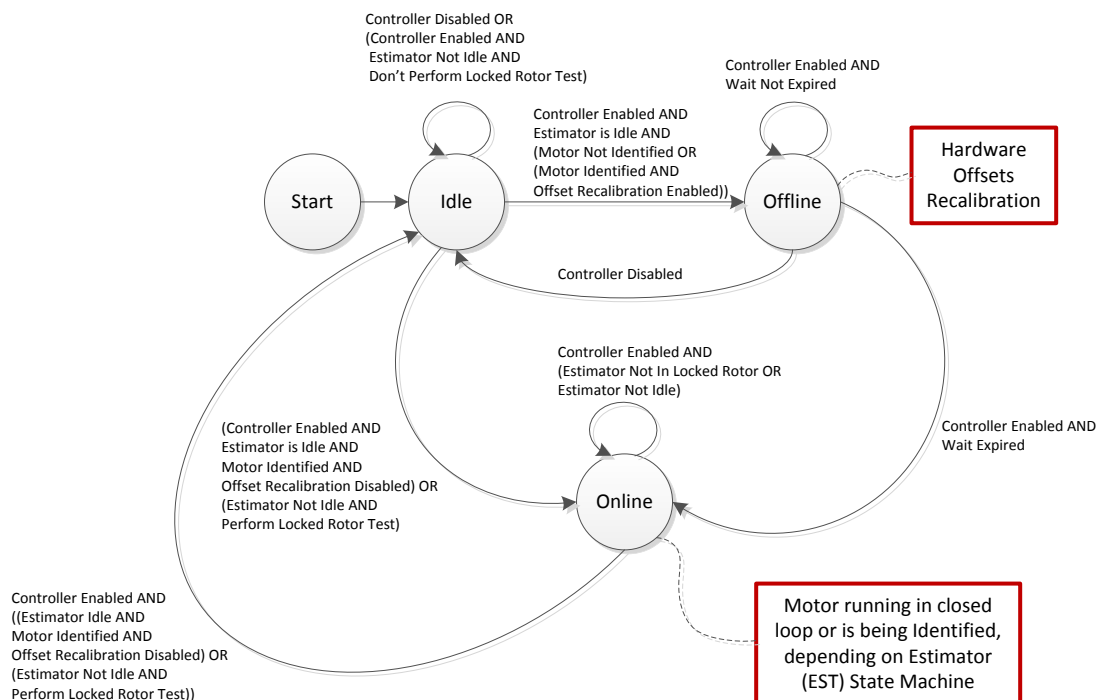 Controller Disabled OR
(Controller Enabled AND
Estimator Not Idle AND
Don't Perform Locked Rotor Test)
Controller Enabled AND
Wait Not Expired
Controller Enabled AND
Estimator is Idle AND
(Motor Not Identified OR
(Motor Identified AND
Offset Recalibration Enabled))
Hardware
Offsets
Recalibration
Start
Idle
Offline
Controller Disabled
Controller Enabled AND
(Estimator Not In Locked Rotor OR
Estimator Not Idle)
(Controller Enabled AND
Estimator is Idle AND
Motor Identified AND
Offset Recalibration Disabled) OR
(Estimator Not Idle AND
Perform Locked Rotor Test)
Controller Enabled AND
Wait Expired
Online
Controller Enabled AND
((Estimator Idle AND
Motor Identified AND
Offset Recalibration Disabled) OR
(Estimator Not Idle AND
Perform Locked Rotor Test))
Motor running in closed
loop or is being Identified,
depending on Estimator
(EST) State Machine